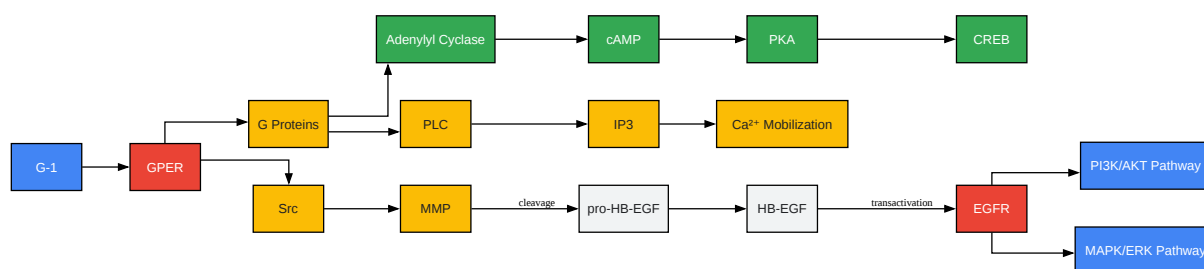 Adenylyl Cyclase
cAMP
PKA
CREB
G Proteins
PLC
IP3
Ca²⁺ Mobilization
G-1
GPER
PI3K/AKT Pathway
Src
MMP
cleavage
pro-HB-EGF
HB-EGF
transactivation
EGFR
MAPK/ERK Pathway